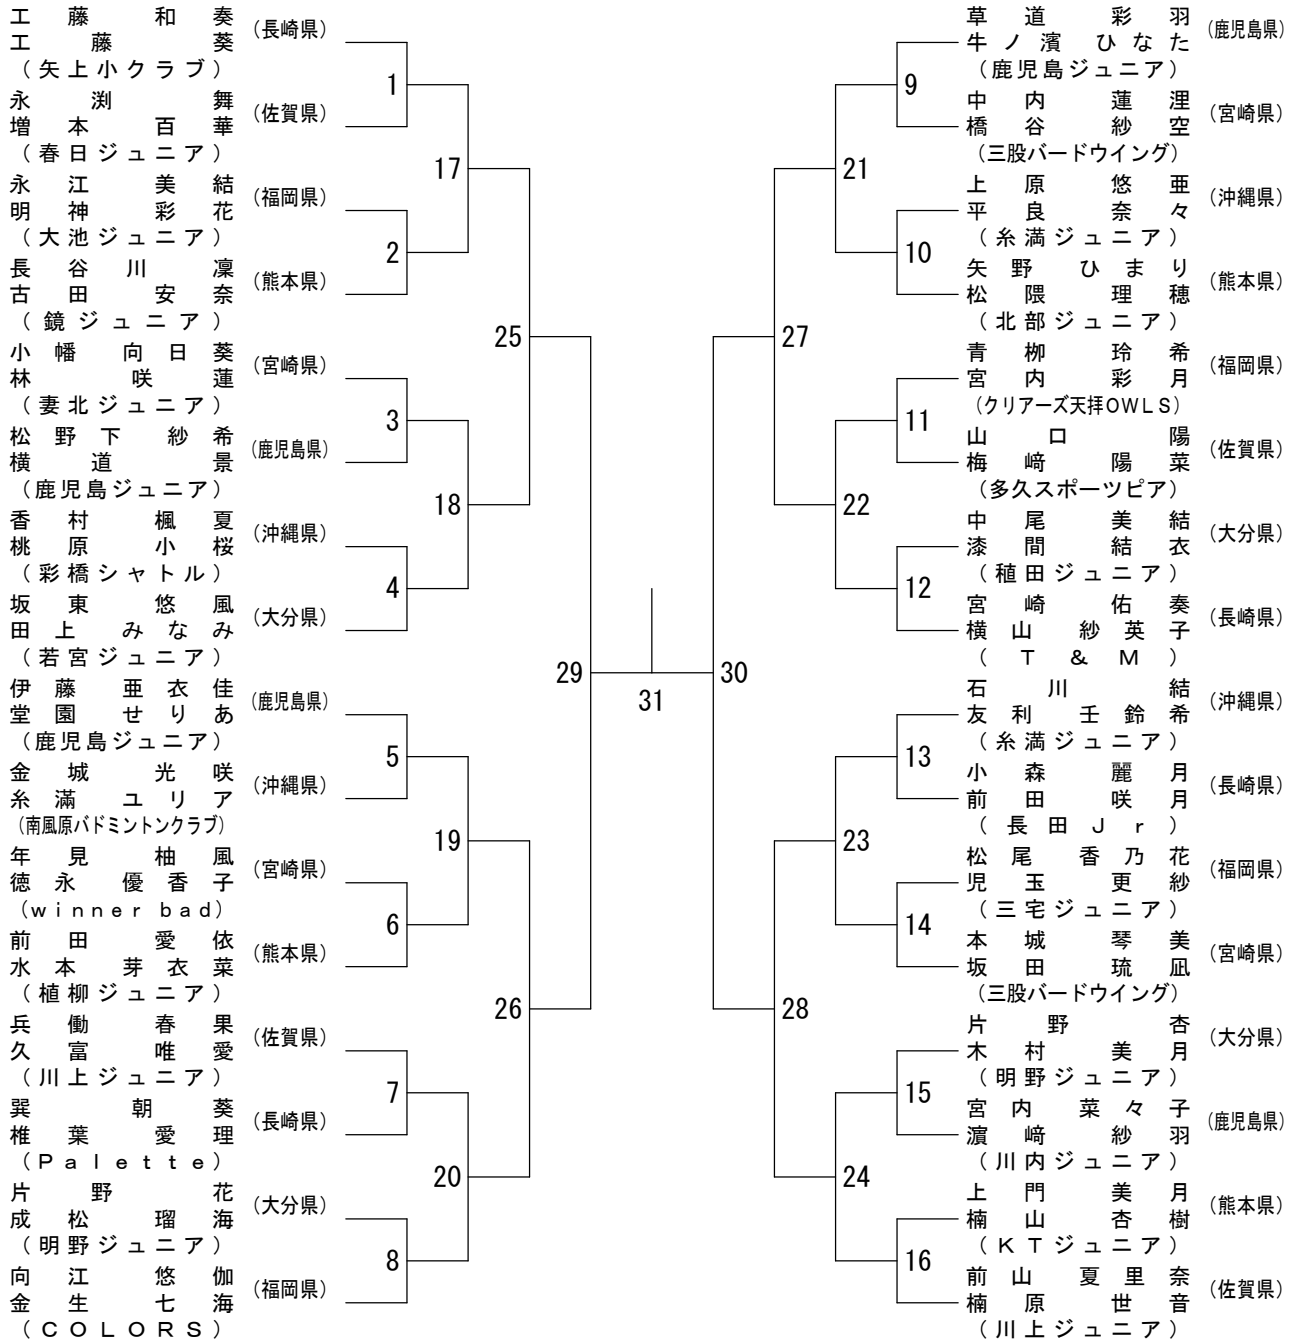 工藤和奏
工藤葵
(矢上小クラブ)
(長崎県)
永渕舞
増本百華
(春日ジュニア)
(佐賀県)
永江美結
明神彩花
(大池ジュニア)
(福岡県)
長谷川凜
古田安奈
(鏡ジュニア)
(熊本県)
小幡向日葵
林咲蓮
(妻北ジュニア)
(宮崎県)
松野下紗希
横道景
(鹿児島ジュニア)
(鹿児島県)
香村楓夏
桃原小桜
(彩橋シャトル)
(沖縄県)
坂東悠風
田上みなみ
(若宮ジュニア)
(大分県)
伊藤亜衣佳
堂園せりあ
(鹿児島ジュニア)
(鹿児島県)
金城光咲
糸滿ユリア
(南風原バドミントンクラブ)
(沖縄県)
年見柚風
徳永優香子
(winner bad)
(宮崎県)
前田愛依
水本芽衣菜
(植柳ジュニア)
(熊本県)
兵働春果
久富唯愛
(川上ジュニア)
(佐賀県)
巽朝葵
椎葉愛理
(Palette)
(長崎県)
片野花
成松瑠海
(明野ジュニア)
(大分県)
向江悠伽
金生七海
(COLORS)
(福岡県)
1
2
3
4
5
6
7
8
17
18
19
20
25
26
29
31
30
27
28
21
22
23
24
9
10
11
12
13
14
15
16
草道彩羽
牛ノ濱ひなた
(鹿児島ジュニア)
(鹿児島県)
中内蓮浬
橋谷紗空
(三股バードウイング)
(宮崎県)
上原悠亜
平良奈々
(糸満ジュニア)
(沖縄県)
矢野ひまり
松隈理穂
(北部ジュニア)
(熊本県)
青栁玲希
宮内彩月
(クリアーズ天拝OWLS)
(福岡県)
山口陽
梅﨑陽菜
(多久スポーツピア)
(佐賀県)
中尾美結
漆間結衣
(稙田ジュニア)
(大分県)
宮崎佑奏
横山紗英子
(T&M)
(長崎県)
石川結
友利壬鈴希
(糸満ジュニア)
(沖縄県)
小森麗月
前田咲月
(長田Jr)
(長崎県)
松尾香乃花
児玉更紗
(三宅ジュニア)
(福岡県)
本城琴美
坂田琉凪
(三股バードウイング)
(宮崎県)
片野杏
木村美月
(明野ジュニア)
(大分県)
宮内菜々子
濵﨑紗羽
(川内ジュニア)
(鹿児島県)
上門美月
楠山杏樹
(KTジュニア)
(熊本県)
前山夏里奈
楠原世音
(川上ジュニア)
(佐賀県)